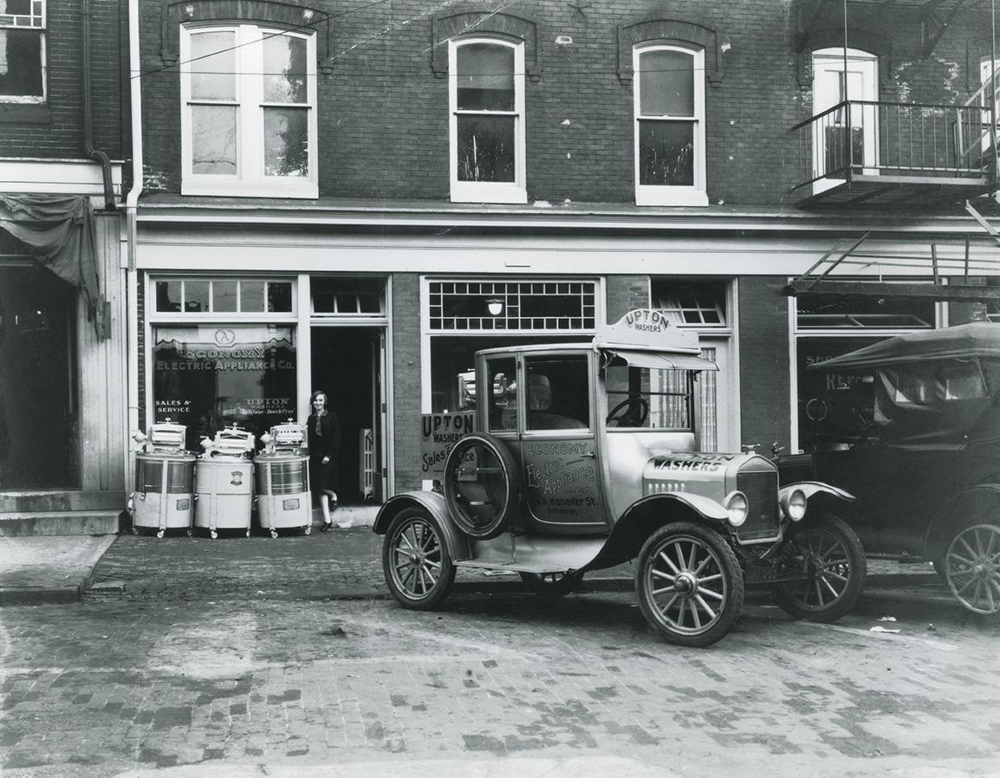 A
ECONOMY
ELECTRIC APPLIANCE CO.
SALES &
SERVICE
UPTON
WASHERS
UPTON
WASHERS
Sales
UPTON
WASHERS
UPTON
WASHERS
ECONOMY
Electric
Appliance
CO.
N. Hanover St.